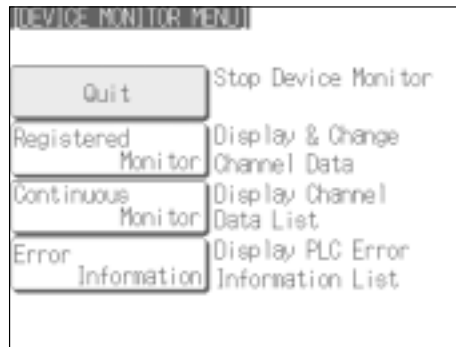 [DEVICE MONITOR MENU]
Quit
Stop Device Monitor
Registered
Monitor
Display & Change
Channel Data
Continuous
Monitor
Display Channel
Data List
Error
Information
Display PLC Error
Information List